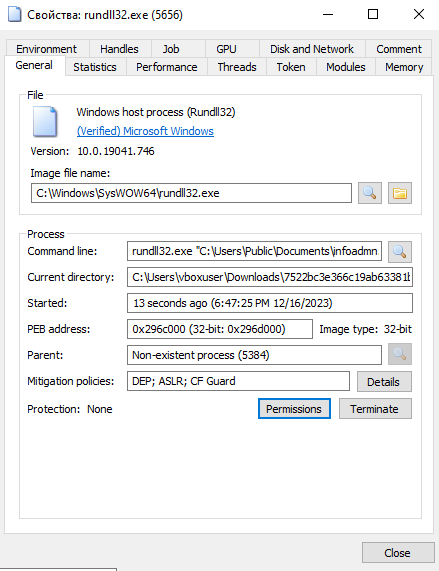 Свойства: rundll32.exe (5656)
Environment Handles Job GPU Disk and Network Comment
General Statistics Performance Threads Token Modules Memory
File
Windows host process (Rundll32)
(Verified) Microsoft Windows
Version: 10.0.19041.746
Image file name:
C:\Windows\SysWOW64\rundll32.exe
Process
Command line: rundll32.exe "C:\Users\Public\Documents\infoadmn
Current directory: C:\Users\vboxuser\Downloads\7522bc3e366c19ab63381b
Started: 13 seconds ago (6:47:25 PM 12/16/2023)
PEB address: 0x296c000 (32-bit: 0x296d000) Image type: 32-bit
Parent: Non-existent process (5384)
Mitigation policies: DEP; ASLR; CF Guard Details
Protection: None Permissions Terminate
Close